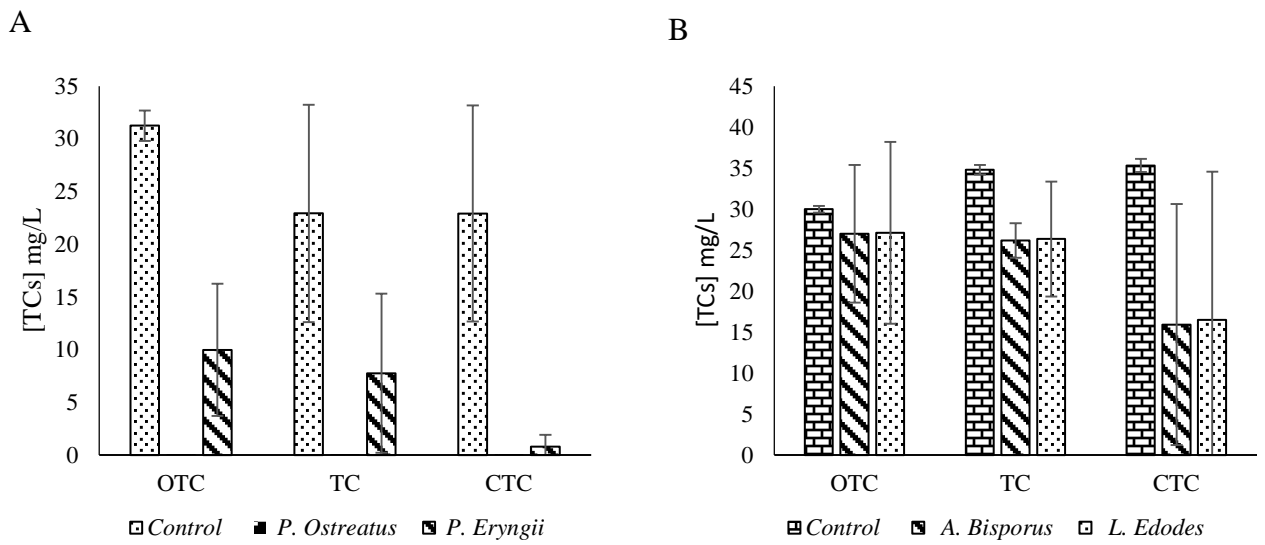 A
[TCs] mg/L
35
30
25
20
15
10
5
0
OTC TC CTC
Control P. Ostreatus P. Eryngii
B
[TCs] mg/L
45
40
35
30
25
20
15
10
5
0
OTC TC CTC
Control A. Bisporus L. Edodes